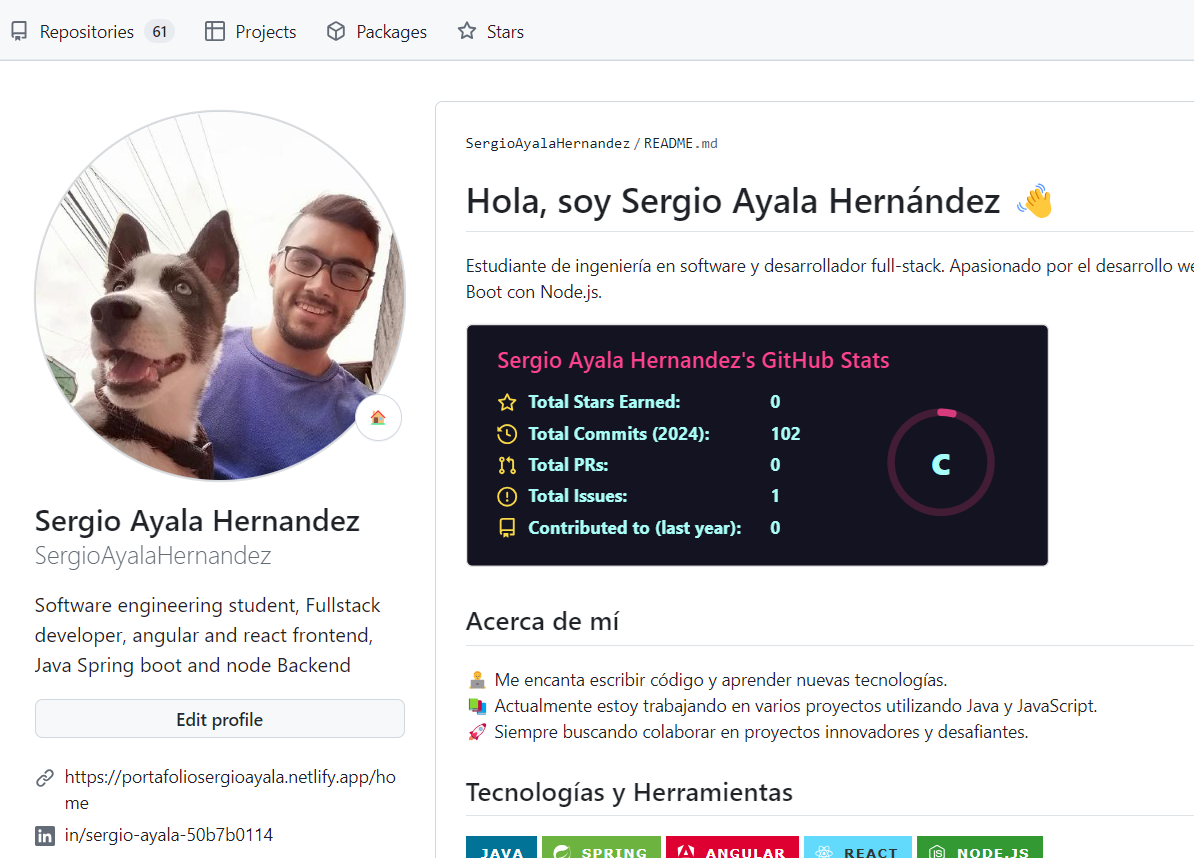 Repositories 61 Projects Packages Stars
SergioAyalaHernandez / README.md
Hola, soy Sergio Ayala Hernández 👋
Estudiante de ingeniería en software y desarrollador full-stack. Apasionado por el desarrollo we
Boot con Node.js.
Sergio Ayala Hernandez's GitHub Stats
Total Stars Earned: 0
Total Commits (2024): 102
Total PRs: 0
Total Issues: 1
Contributed to (last year): 0
C
Sergio Ayala Hernandez
SergioAyalaHernandez
Software engineering student, Fullstack
developer, angular and react frontend,
Java Spring boot and node Backend
Edit profile
https://portafoliosergioayala.netlify.app/ho
me
in/sergio-ayala-50b7b0114
Acerca de mí
Me encanta escribir código y aprender nuevas tecnologías.
Actualmente estoy trabajando en varios proyectos utilizando Java y JavaScript.
Siempre buscando colaborar en proyectos innovadores y desafiantes.
Tecnologías y Herramientas
JAVA SPRING ANGULAR REACT NODE.JS